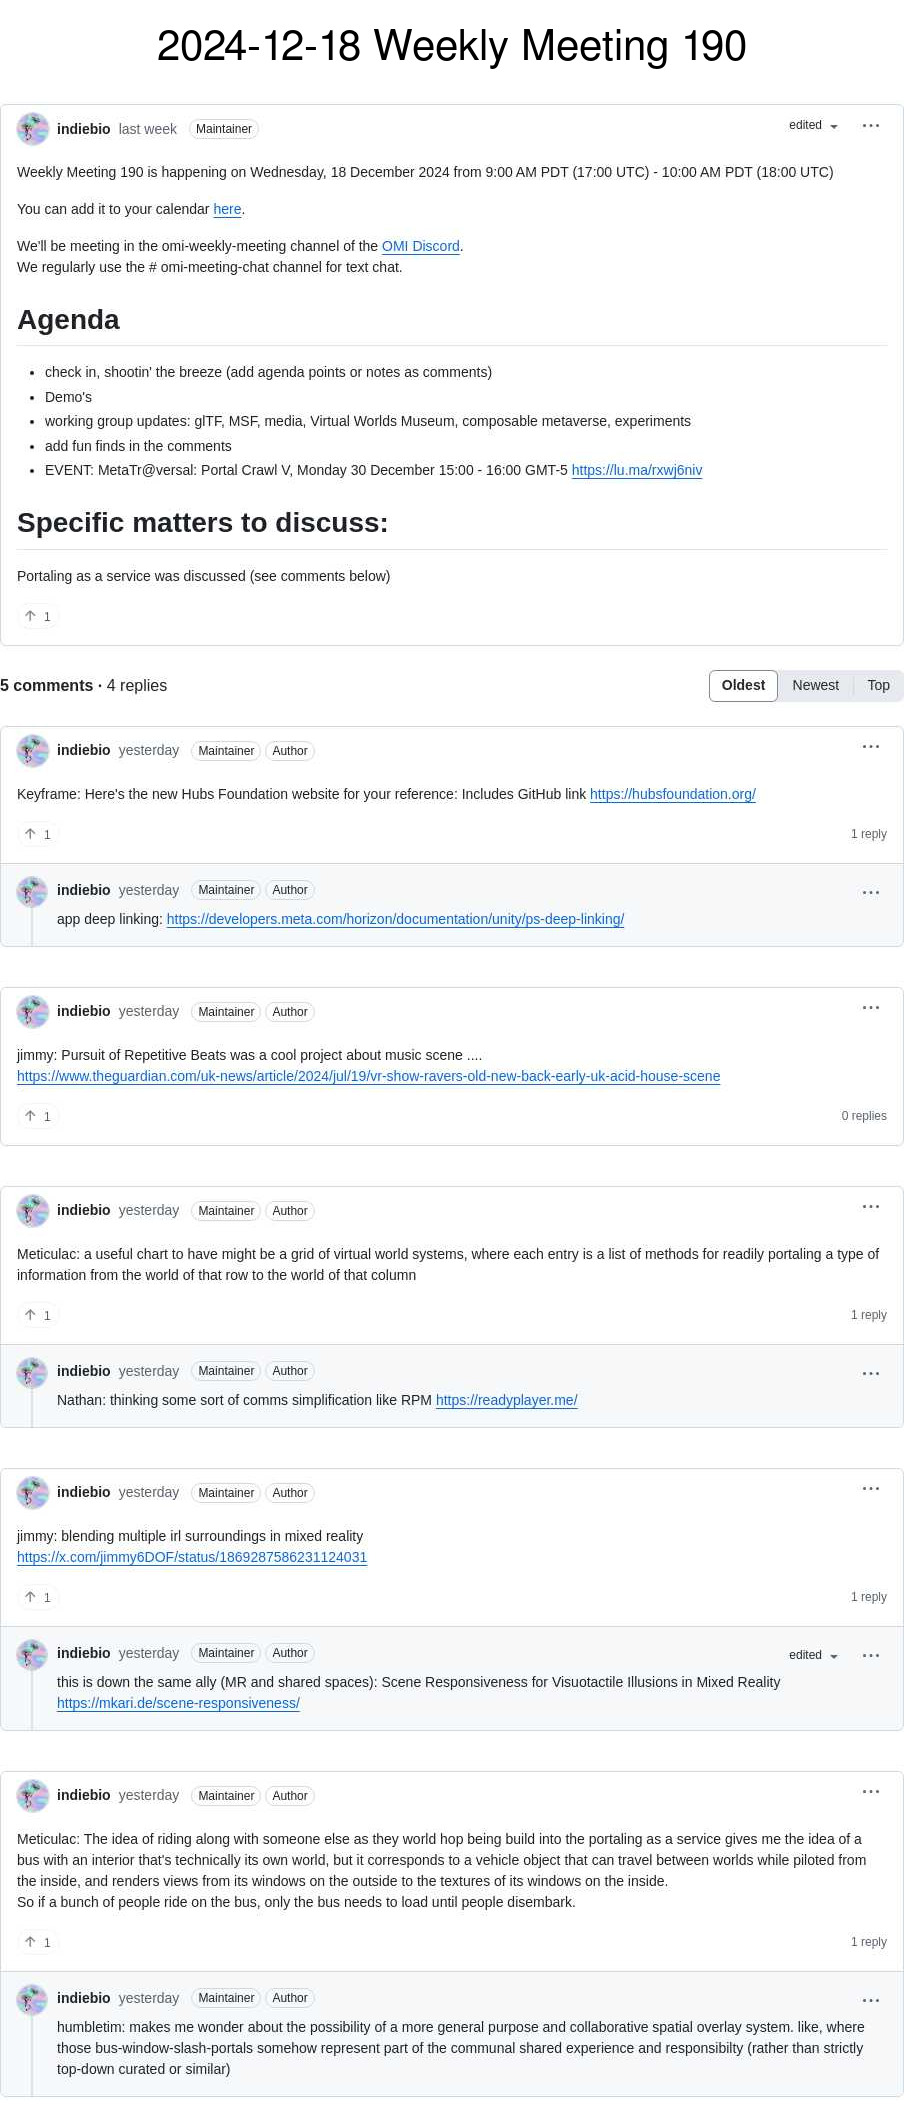 2024-12-18 Weekly Meeting 190
indiebio last week Maintainer edited
Weekly Meeting 190 is happening on Wednesday, 18 December 2024 from 9:00 AM PDT (17:00 UTC) - 10:00 AM PDT (18:00 UTC)
You can add it to your calendar here.
We'll be meeting in the omi-weekly-meeting channel of the OMI Discord.
We regularly use the # omi-meeting-chat channel for text chat.
Agenda
• check in, shootin' the breeze (add agenda points or notes as comments)
• Demo's
• working group updates: glTF, MSF, media, Virtual Worlds Museum, composable metaverse, experiments
• add fun finds in the comments
• EVENT: MetaTr@versal: Portal Crawl V, Monday 30 December 15:00 - 16:00 GMT-5 https://lu.ma/rxwj6niv
Specific matters to discuss:
Portaling as a service was discussed (see comments below)
↑ 1
5 comments · 4 replies Oldest Newest Top
indiebio yesterday Maintainer Author
Keyframe: Here's the new Hubs Foundation website for your reference: Includes GitHub link https://hubsfoundation.org/
↑ 1 1 reply
indiebio yesterday Maintainer Author
app deep linking: https://developers.meta.com/horizon/documentation/unity/ps-deep-linking/
indiebio yesterday Maintainer Author
jimmy: Pursuit of Repetitive Beats was a cool project about music scene ....
https://www.theguardian.com/uk-news/article/2024/jul/19/vr-show-ravers-old-new-back-early-uk-acid-house-scene
↑ 1 0 replies
indiebio yesterday Maintainer Author
Meticulac: a useful chart to have might be a grid of virtual world systems, where each entry is a list of methods for readily portaling a type of
information from the world of that row to the world of that column
↑ 1 1 reply
indiebio yesterday Maintainer Author
Nathan: thinking some sort of comms simplification like RPM https://readyplayer.me/
indiebio yesterday Maintainer Author
jimmy: blending multiple irl surroundings in mixed reality
https://x.com/jimmy6DOF/status/1869287586231124031
↑ 1 1 reply
indiebio yesterday Maintainer Author edited
this is down the same ally (MR and shared spaces): Scene Responsiveness for Visuotactile Illusions in Mixed Reality
https://mkari.de/scene-responsiveness/
indiebio yesterday Maintainer Author
Meticulac: The idea of riding along with someone else as they world hop being build into the portaling as a service gives me the idea of a
bus with an interior that's technically its own world, but it corresponds to a vehicle object that can travel between worlds while piloted from
the inside, and renders views from its windows on the outside to the textures of its windows on the inside.
So if a bunch of people ride on the bus, only the bus needs to load until people disembark.
↑ 1 1 reply
indiebio yesterday Maintainer Author
humbletim: makes me wonder about the possibility of a more general purpose and collaborative spatial overlay system. like, where
those bus-window-slash-portals somehow represent part of the communal shared experience and responsibilty (rather than strictly
top-down curated or similar)